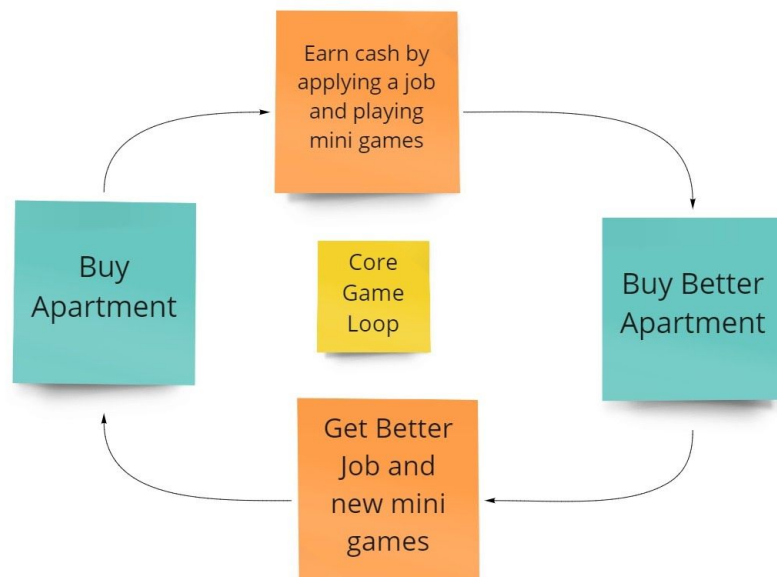 Earn cash by
applying a job
and playing
mini games
Buy
Apartment
Core
Game
Loop
Buy Better
Apartment
Get Better
Job and
new mini
games